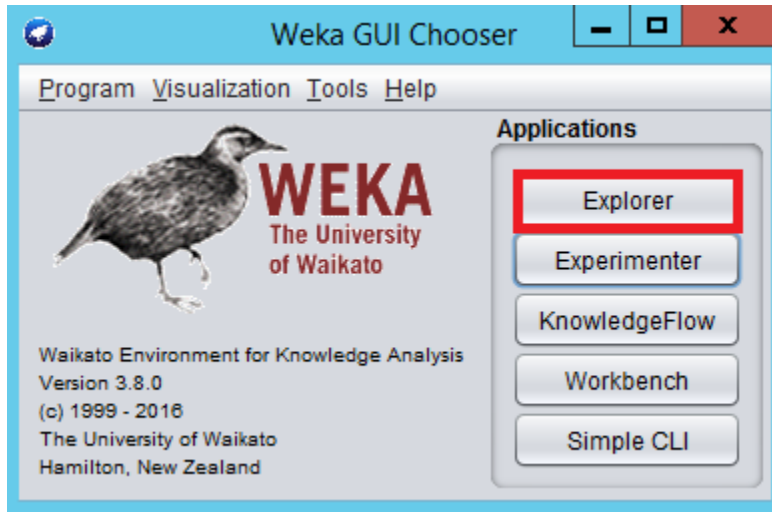 Weka GUI Chooser
Program Visualization Tools Help
WEKA
The University
of Waikato
Waikato Environment for Knowledge Analysis
Version 3.8.0
(c) 1999 - 2016
The University of Waikato
Hamilton, New Zealand
Applications
Explorer
Experimenter
KnowledgeFlow
Workbench
Simple CLI